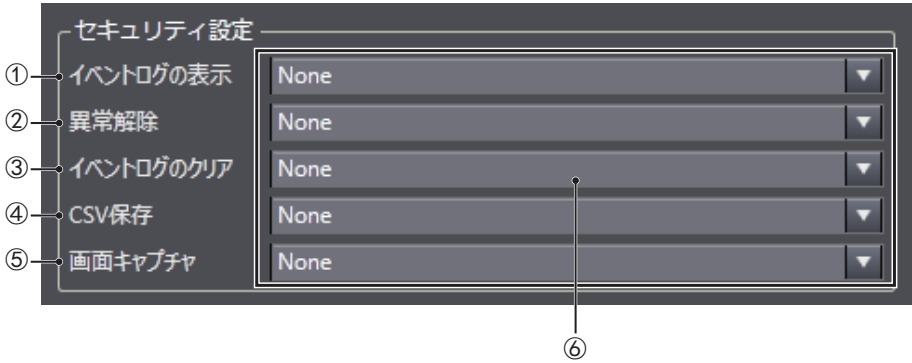 セキュリティ設定
① イベントログの表示 None
② 異常解除 None
③ イベントログのクリア None
④ CSV保存 None
⑤ 画面キャプチャ None
⑥